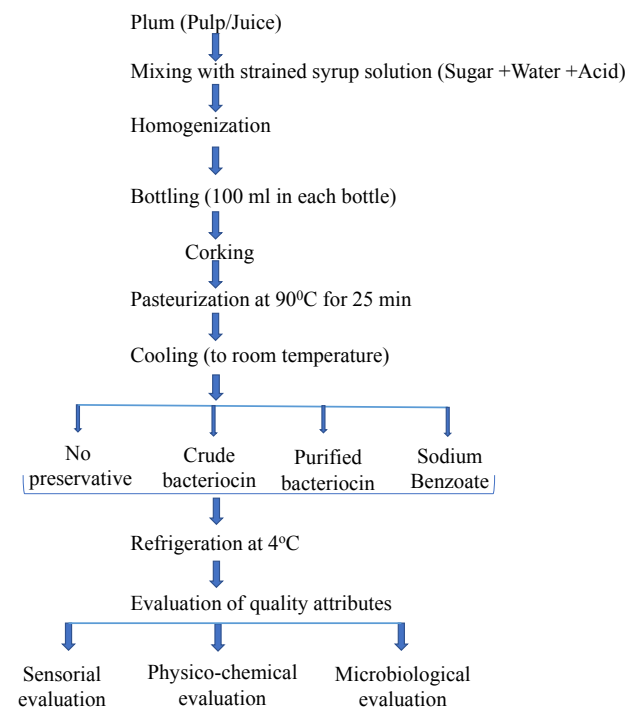 Plum (Pulp/Juice)
Mixing with strained syrup solution (Sugar +Water +Acid)
Homogenization
Bottling (100 ml in each bottle)
Corking
Pasteurization at 90⁰C for 25 min
Cooling (to room temperature)
No
preservative
Crude
bacteriocin
Purified
bacteriocin
Sodium
Benzoate
Refrigeration at 4ᵒC
Evaluation of quality attributes
Sensorial
evaluation
Physico-chemical
evaluation
Microbiological
evaluation